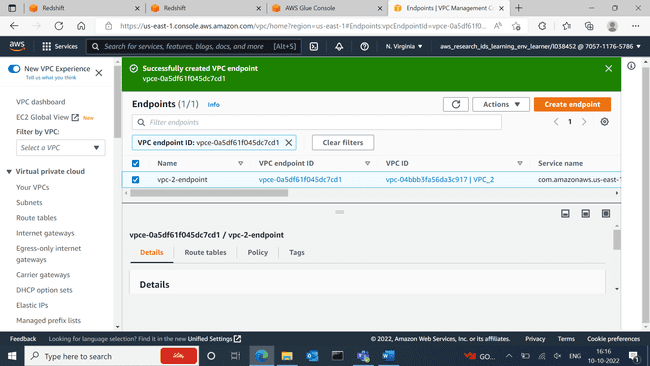 Redshift
Redshift
AWS Glue Console
Endpoints | VPC Management Co
https://us-east-1.console.aws.amazon.com/vpc/home?region=us-east-1#Endpoints:vpcEndpointId=vpce-0a5df61f0...
aws
Services
Search for services, features, blogs, docs, and more [Alt+S]
N. Virginia
aws_research_ids_learning_env_learner/l038452 @ 7057-1176-5786
New VPC Experience
Tell us what you think
VPC dashboard
EC2 Global View New
Filter by VPC:
Select a VPC
Virtual private cloud
Your VPCs
Subnets
Route tables
Internet gateways
Egress-only internet gateways
Carrier gateways
DHCP option sets
Elastic IPs
Managed prefix lists
Successfully created VPC endpoint
vpce-0a5df61f045dc7cd1
Endpoints (1/1) Info
Actions
Create endpoint
Filter endpoints
1
VPC endpoint ID: vpce-0a5df61f045dc7cd1
Clear filters
Name VPC endpoint ID VPC ID Service name
vpc-2-endpoint vpce-0a5df61f045dc7cd1 vpc-04bbb3fa56da3c917 | VPC_2 com.amazonaws.us-east-1
vpce-0a5df61f045dc7cd1 / vpc-2-endpoint
Details Route tables Policy Tags
Details
Feedback Looking for language selection? Find it in the new Unified Settings © 2022, Amazon Web Services, Inc. or its affiliates. Privacy Terms Cookie preferences
Type here to search
GO...
ENG
16:16
10-10-2022